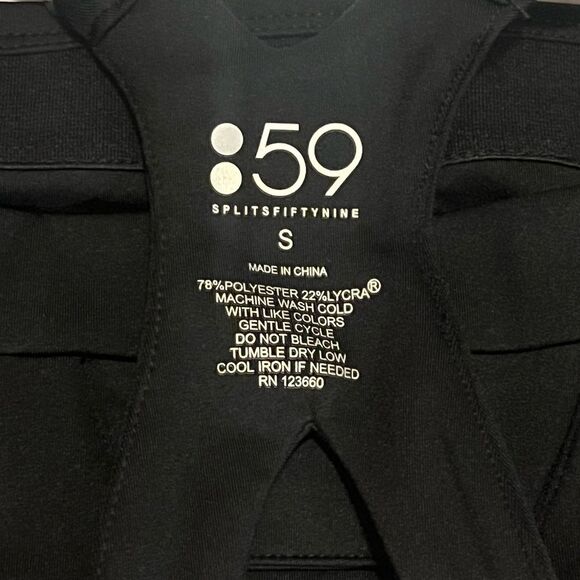 :59
SPLITSFIFTYNINE
S
MADE IN CHINA
78%POLYESTER 22%LYCRA®
MACHINE WASH COLD
WITH LIKE COLORS
GENTLE CYCLE
DO NOT BLEACH
TUMBLE DRY LOW
COOL IRON IF NEEDED
RN 123660